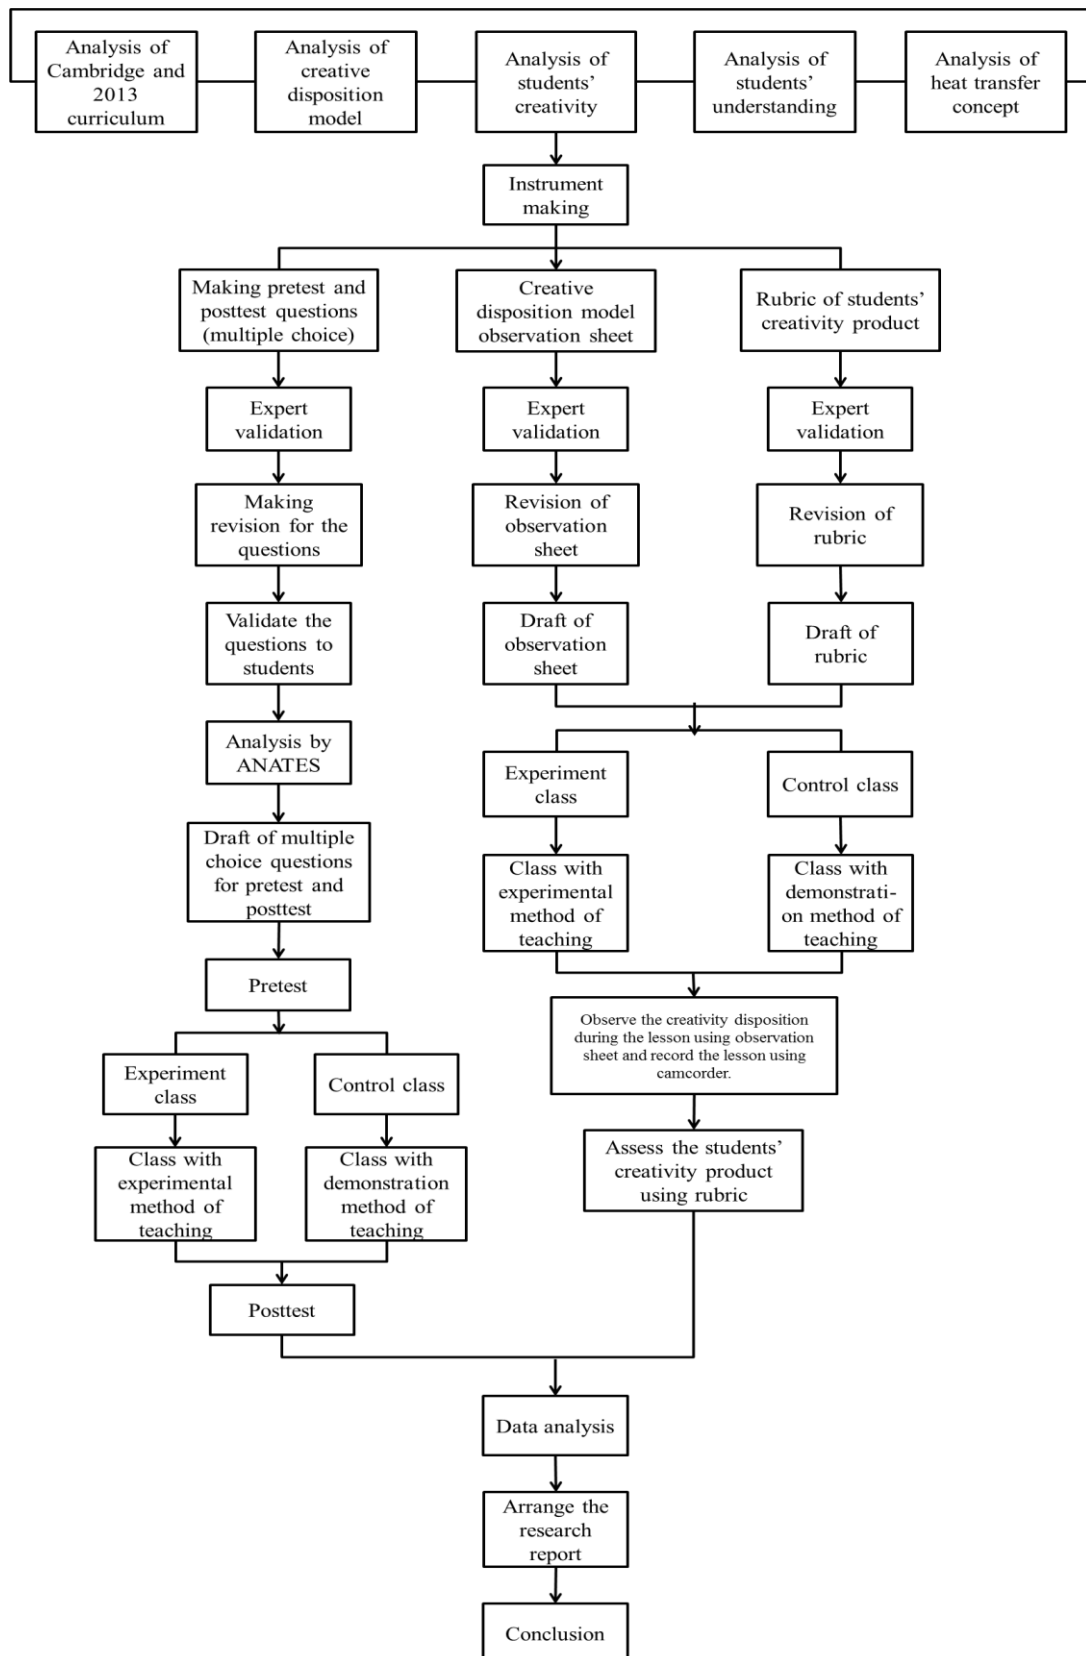 Analysis of
Cambridge and
2013
curriculum
Analysis of
creative
disposition
model
Analysis of
students'
creativity
Analysis of
students'
understanding
Analysis of
heat transfer
concept
Instrument
making
Making pretest and
posttest questions
(multiple choice)
Creative
disposition model
observation sheet
Rubric of students'
creativity product
Expert
validation
Expert
validation
Expert
validation
Making
revision for the
questions
Revision of
observation
sheet
Revision of
rubric
Validate the
questions to
students
Draft of
observation
sheet
Draft of
rubric
Analysis by
ANATES
Experiment
class
Control class
Draft of multiple
choice questions
for pretest and
posttest
Class with
experimental
method of
teaching
Class with
demonstrati-
on method of
teaching
Pretest
Observe the creativity disposition
during the lesson using observation
sheet and record the lesson using
camcorder.
Experiment
class
Control class
Class with
experimental
method of
teaching
Class with
demonstration
method of
teaching
Assess the students'
creativity product
using rubric
Posttest
Data analysis
Arrange the
research
report
Conclusion